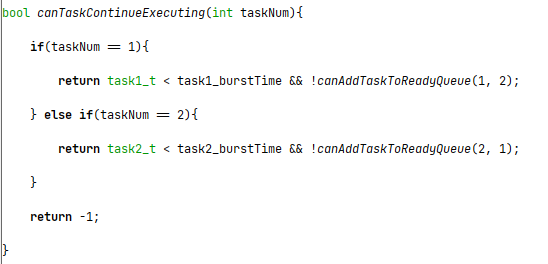 bool canTaskContinueExecuting(int taskNum){
if(taskNum == 1){
return task1_t < task1_burstTime && !canAddTaskToReadyQueue(1, 2);
} else if(taskNum == 2){
return task2_t < task2_burstTime && !canAddTaskToReadyQueue(2, 1);
}
return -1;
}